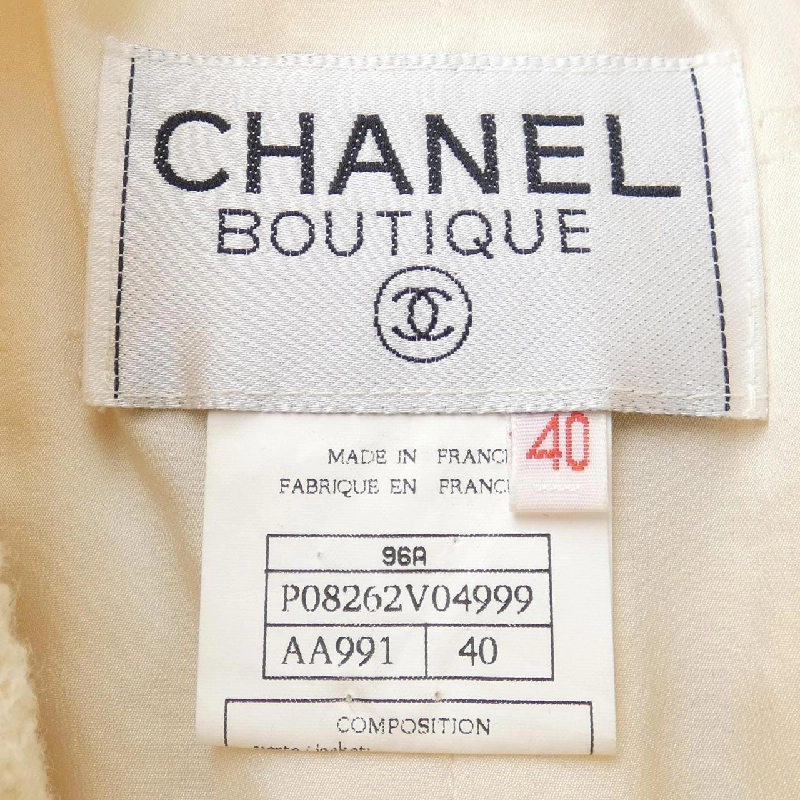 CHANEL
BOUTIQUE
40
MADE IN FRANC
FABRIQUE EN FRANC
96A
P08262V04999
AA991 40
COMPOSITION